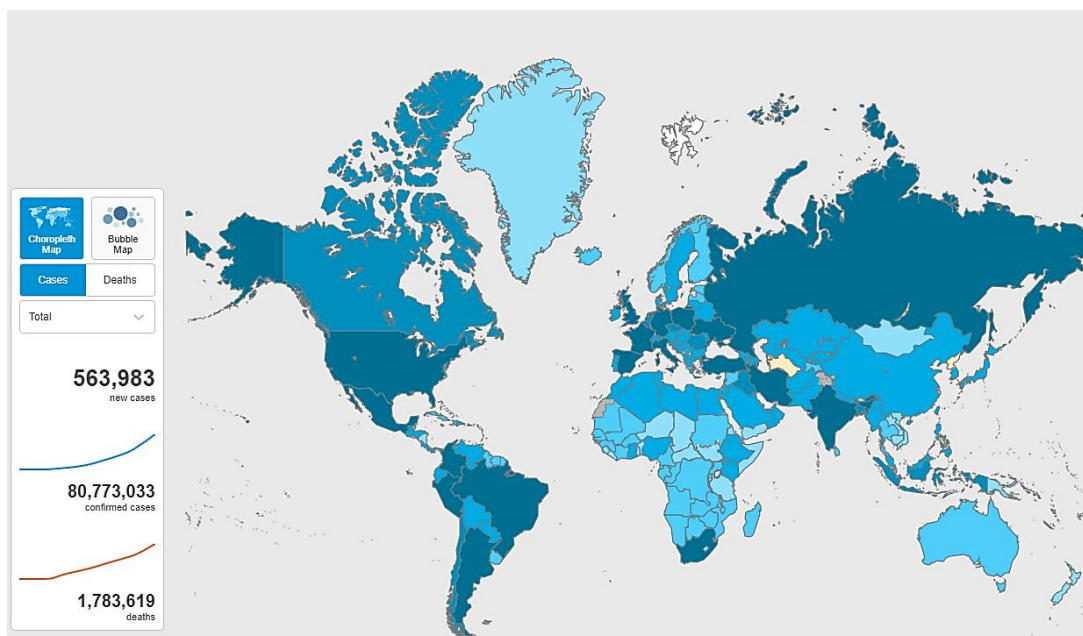 Choropleth
Map
Bubble
Map
Cases
Deaths
Total
563,983
new cases
80,773,033
confirmed cases
1,783,619
deaths